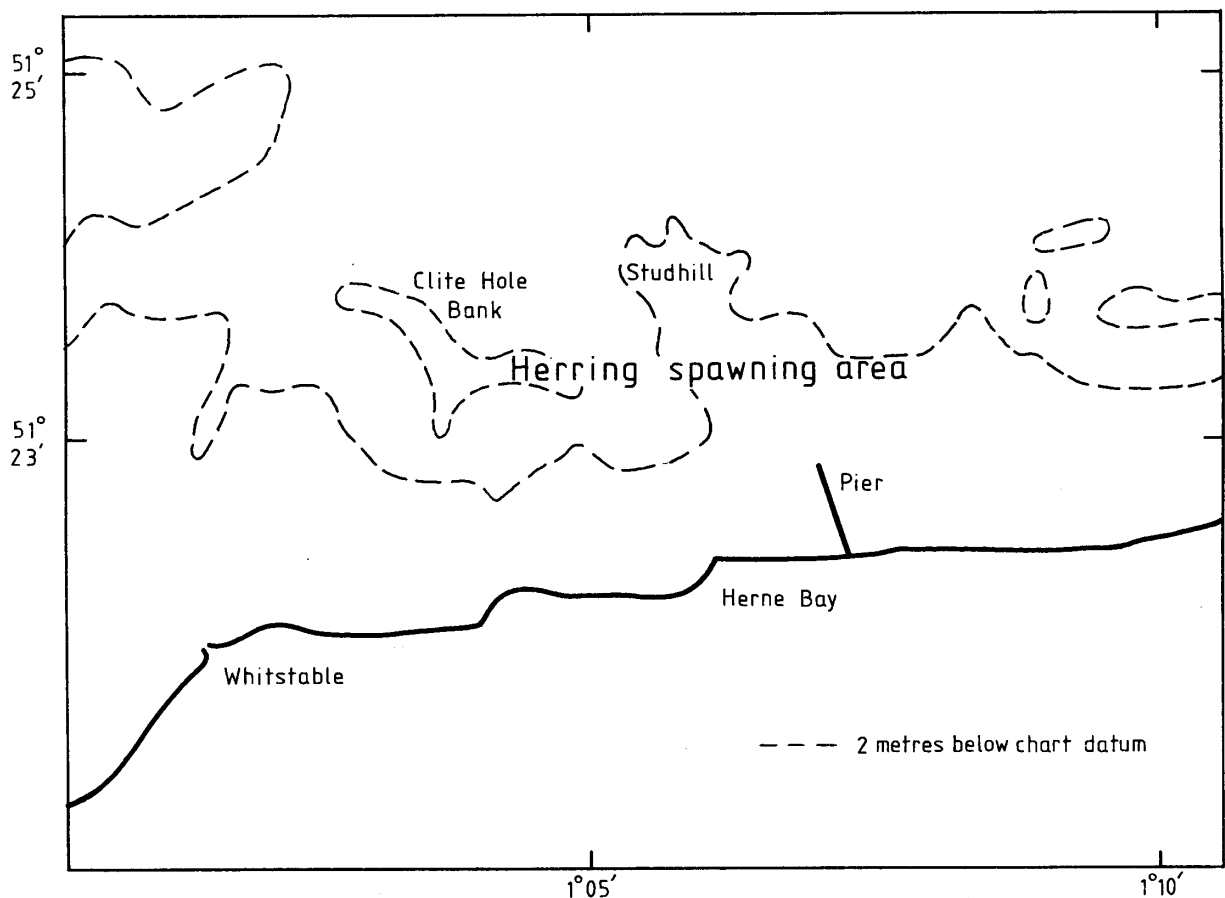 51°
25′
Clite Hole
Bank
Studhill
Herring spawning area
51°
23′
Pier
Herne Bay
Whitstable
2 metres below chart datum
1°05′
1°10′